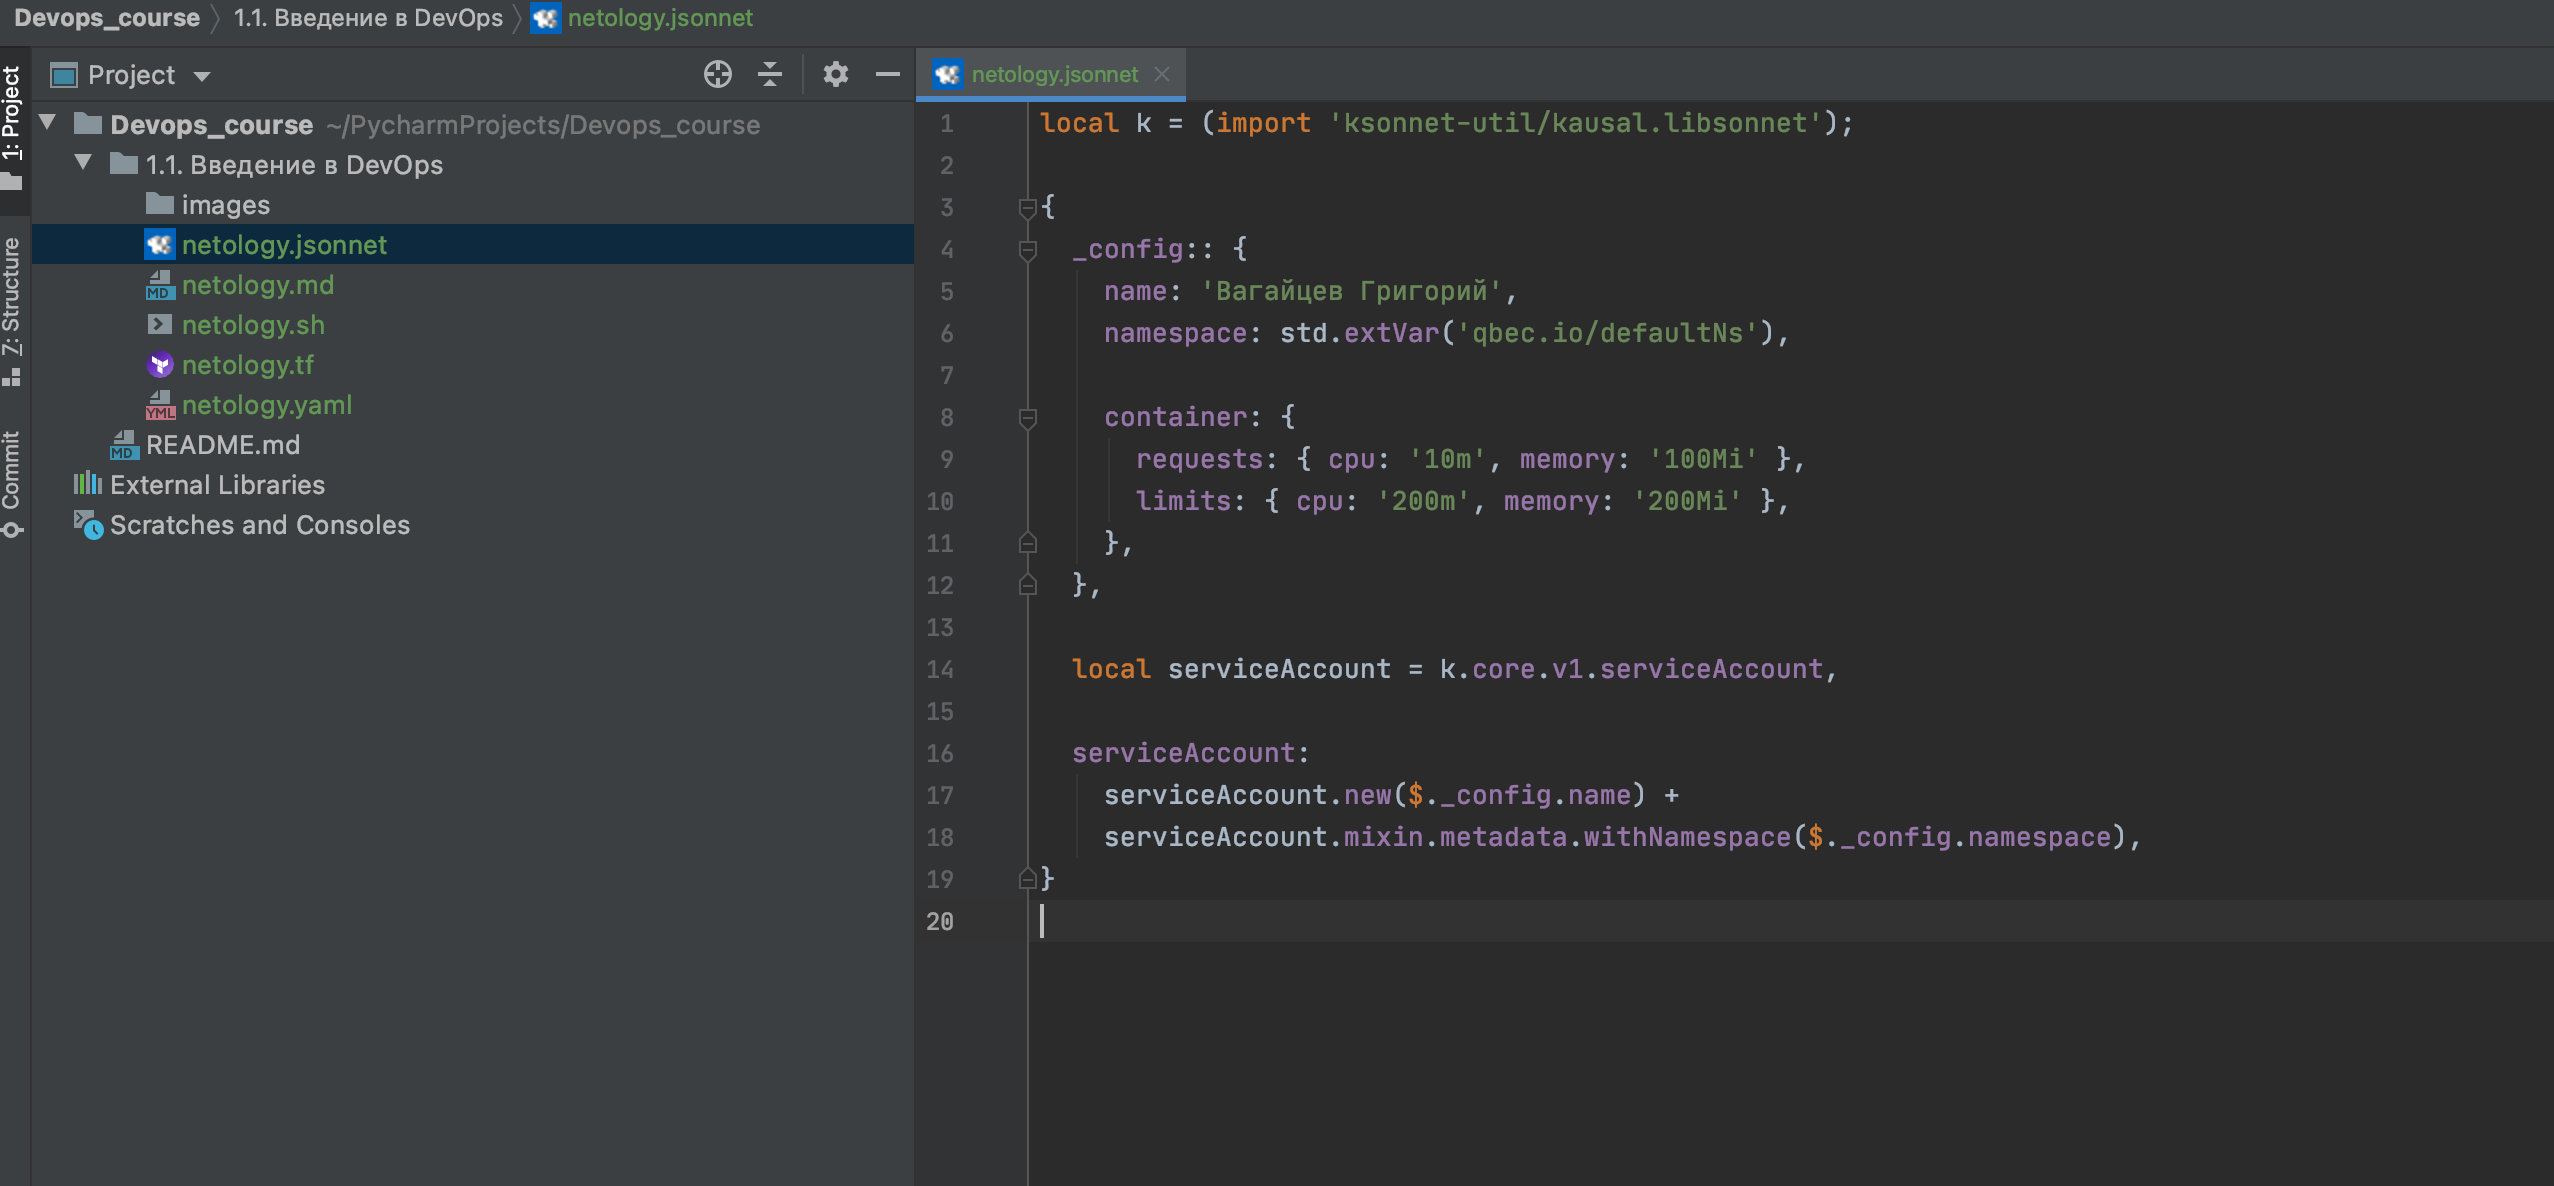 Devops_course 1.1. Введение в DevOps netology.jsonnet
1: Project
7: Structure
Commit
Project
Devops_course ~/PycharmProjects/Devops_course
1.1. Введение в DevOps
images
netology.jsonnet
MD netology.md
netology.sh
netology.tf
YML netology.yaml
MD README.md
External Libraries
Scratches and Consoles
netology.jsonnet
1 local k = (import 'ksonnet-util/kausal.libsonnet');
2
3 {
4   _config:: {
5     name: 'Вагайцев Григорий',
6     namespace: std.extVar('qbec.io/defaultNs'),
7
8     container: {
9       requests: { cpu: '10m', memory: '100Mi' },
10       limits: { cpu: '200m', memory: '200Mi' },
11     },
12   },
13
14   local serviceAccount = k.core.v1.serviceAccount,
15
16   serviceAccount:
17     serviceAccount.new($._config.name) +
18     serviceAccount.mixin.metadata.withNamespace($._config.namespace),
19 }
20